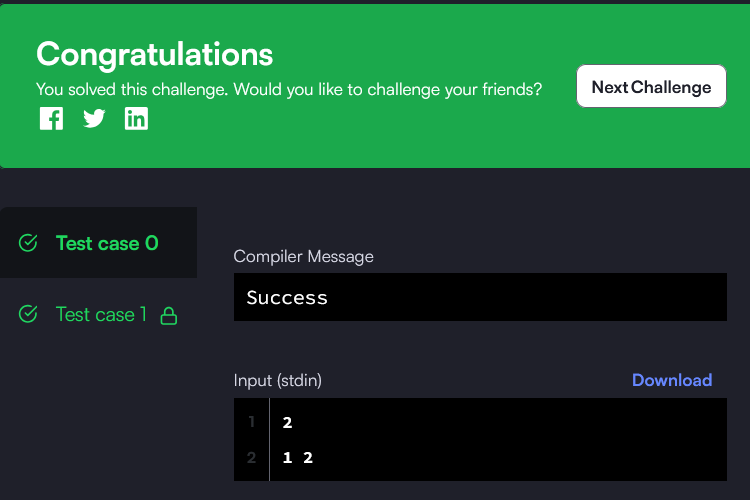 Congratulations
You solved this challenge. Would you like to challenge your friends?
Next Challenge
Test case 0
Test case 1
Compiler Message
Success
Input (stdin)
Download
1 2
2 1 2